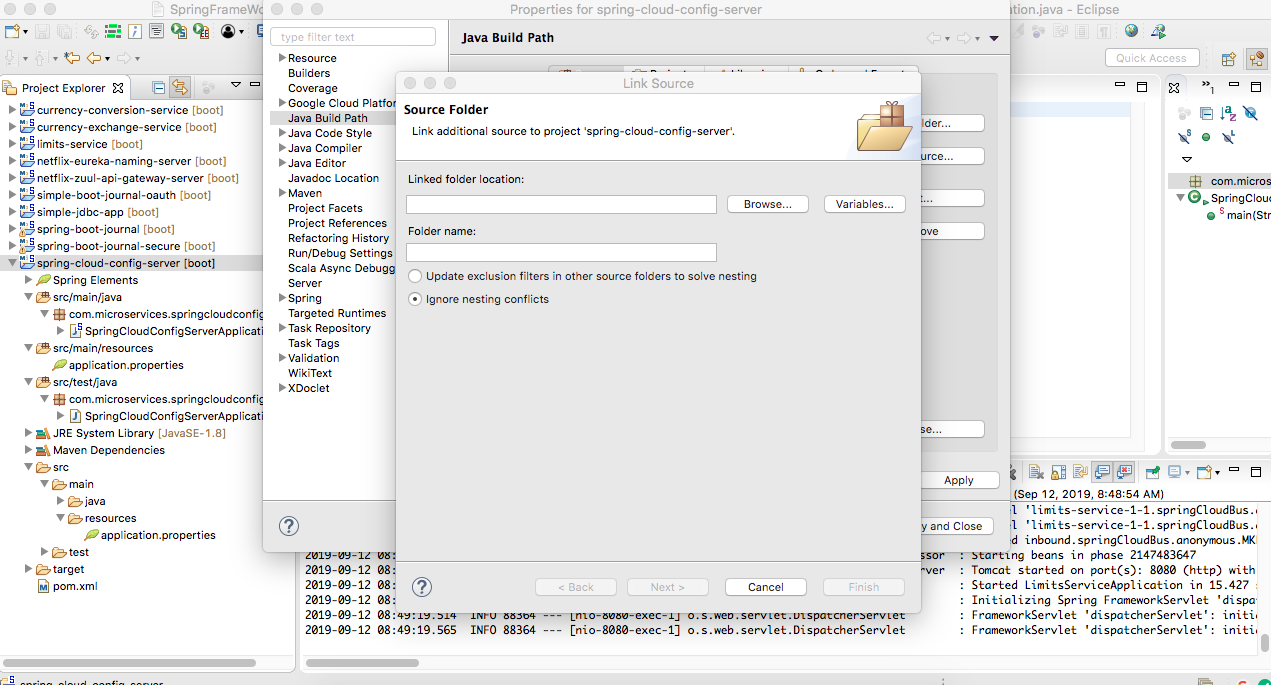 SpringFrameWo
Properties for spring-cloud-config-server
ation.java - Eclipse
Quick Access
type filter text
Java Build Path
Project Explorer
currency-conversion-service [boot]
currency-exchange-service [boot]
limits-service [boot]
netflix-eureka-naming-server [boot]
netflix-zuul-api-gateway-server [boot]
simple-boot-journal-oauth [boot]
simple-jdbc-app [boot]
spring-boot-journal [boot]
spring-boot-journal-secure [boot]
spring-cloud-config-server [boot]
Spring Elements
src/main/java
com.microservices.springcloudconfig
SpringCloudConfigServerApplicati
src/main/resources
application.properties
src/test/java
com.microservices.springcloudconfig
SpringCloudConfigServerApplicati
JRE System Library [JavaSE-1.8]
Maven Dependencies
src
main
java
resources
application.properties
test
target
pom.xml
Resource
Builders
Coverage
Google Cloud Platfor
Java Build Path
Java Code Style
Java Compiler
Java Editor
Javadoc Location
Maven
Project Facets
Project References
Refactoring History
Run/Debug Settings
Scala Async Debugg
Server
Spring
Targeted Runtimes
Task Repository
Task Tags
Validation
WikiText
XDoclet
Link Source
Source Folder
Link additional source to project 'spring-cloud-config-server'.
Linked folder location:
Browse...
Variables...
Folder name:
Update exclusion filters in other source folders to solve nesting
Ignore nesting conflicts
< Back
Next >
Cancel
Finish
lder...
urce...
t...
ove
se...
Apply
y and Close
1
com.micros
SpringClou
main(Str
(Sep 12, 2019, 8:48:54 AM)
el 'limits-service-1-1.springCloudBus.
el 'limits-service-1-1.springCloudBus.
ed inbound.springCloudBus.anonymous.MK
2019-09-12 08: ssor : Starting beans in phase 2147483647
2019-09-12 08: rver : Tomcat started on port(s): 8080 (http) with
2019-09-12 08: : Started LimitsServiceApplication in 15.427
2019-09-12 08: : Initializing Spring FrameworkServlet 'dispa
2019-09-12 08:49:19.514 INFO 88364 --- [nio-8080-exec-1] o.s.web.servlet.DispatcherServlet : FrameworkServlet 'dispatcherServlet': initi
2019-09-12 08:49:19.565 INFO 88364 --- [nio-8080-exec-1] o.s.web.servlet.DispatcherServlet : FrameworkServlet 'dispatcherServlet': initi
spring-cloud-config-server